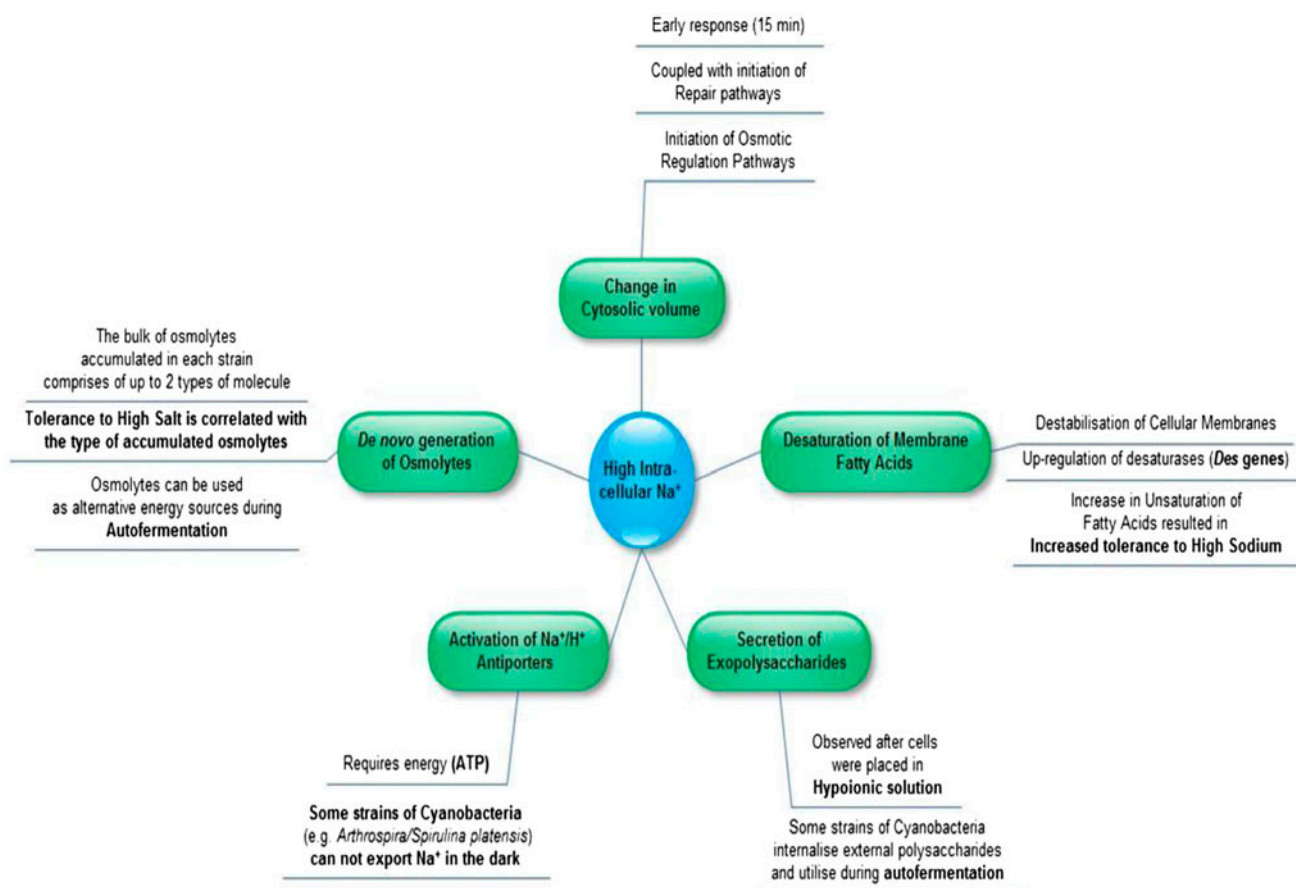 Early response (15 min)
Coupled with initiation of
Repair pathways
Initiation of Osmotic
Regulation Pathways
Change in
Cytosolic volume
The bulk of osmolytes
accumulated in each strain
comprises of up to 2 types of molecule
Tolerance to High Salt is correlated with
the type of accumulated osmolytes
Osmolytes can be used
as alternative energy sources during
Autofermentation
De novo generation
of Osmolytes
High Intra-
cellular Na⁺
Desaturation of Membrane
Fatty Acids
Destabilisation of Cellular Membranes
Up-regulation of desaturases (Des genes)
Increase in Unsaturation of
Fatty Acids resulted in
Increased tolerance to High Sodium
Activation of Na⁺/H⁺
Antiporters
Requires energy (ATP)
Some strains of Cyanobacteria
(e.g. Arthrospira/Spirulina platensis)
can not export Na⁺ in the dark
Secretion of
Exopolysaccharides
Observed after cells
were placed in
Hypoionic solution
Some strains of Cyanobacteria
internalise external polysaccharides
and utilise during autofermentation